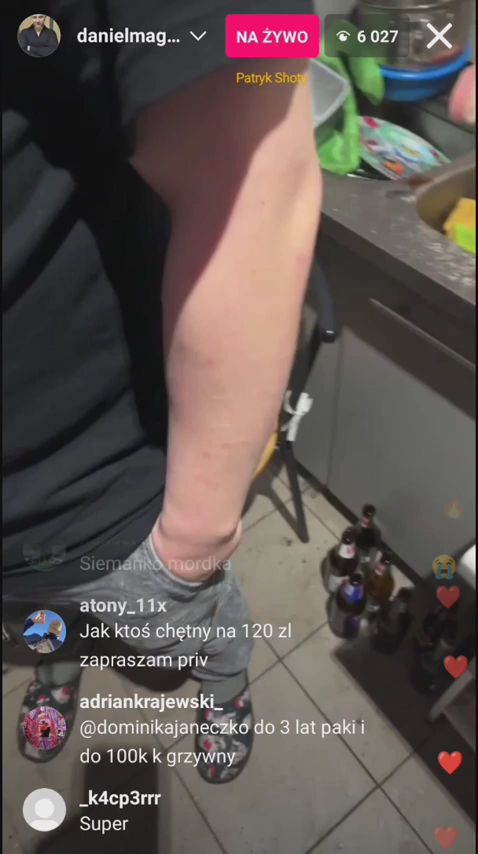 danielmag...
NA ŻYWO
6 027
Patryk Shoty
Siemanko mordka
atony_11x
Jak ktoś chętny na 120 zl
zapraszam priv
adriankrajewski_
@dominikajaneczko do 3 lat paki i
do 100k k grzywny
_k4cp3rrr
Super